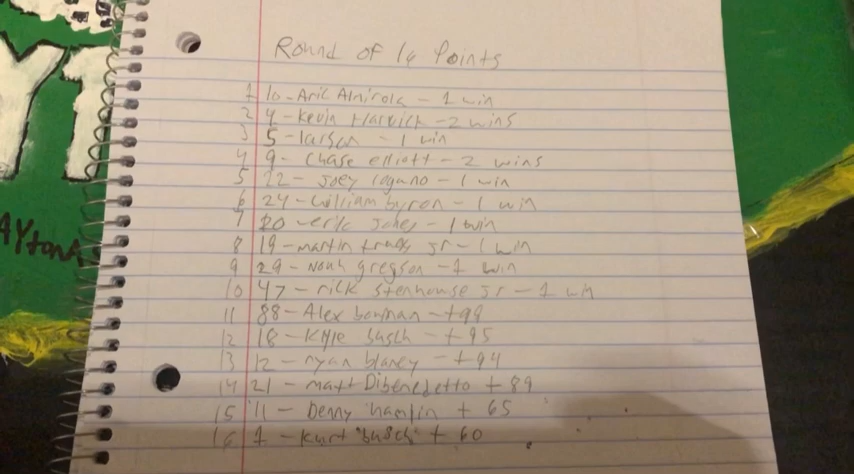 YT
AYtona
Round of 16 Points
1 10 - Aric Almirola - 1 win
2 4 - Kevin Harvick - 2 wins
3 5 - larson - 1 win
4 9 - Chase elliott - 2 wins
5 22 - Joey logano - 1 win
6 24 - William byron - 1 win
7 20 - erik Jones - 1 win
8 19 - martin truex jr - 1 win
9 29 - Noah gregson - 1 win
10 47 - rick stenhouse jr - 1 win
11 88 - Alex bowman - +98
12 18 - Kyle busch - +95
13 12 - ryan blaney - +94
14 21 - matt Dibenedetto + 89
15 11 - Denny hamlin + 65
16 1 - Kurt busch + 60